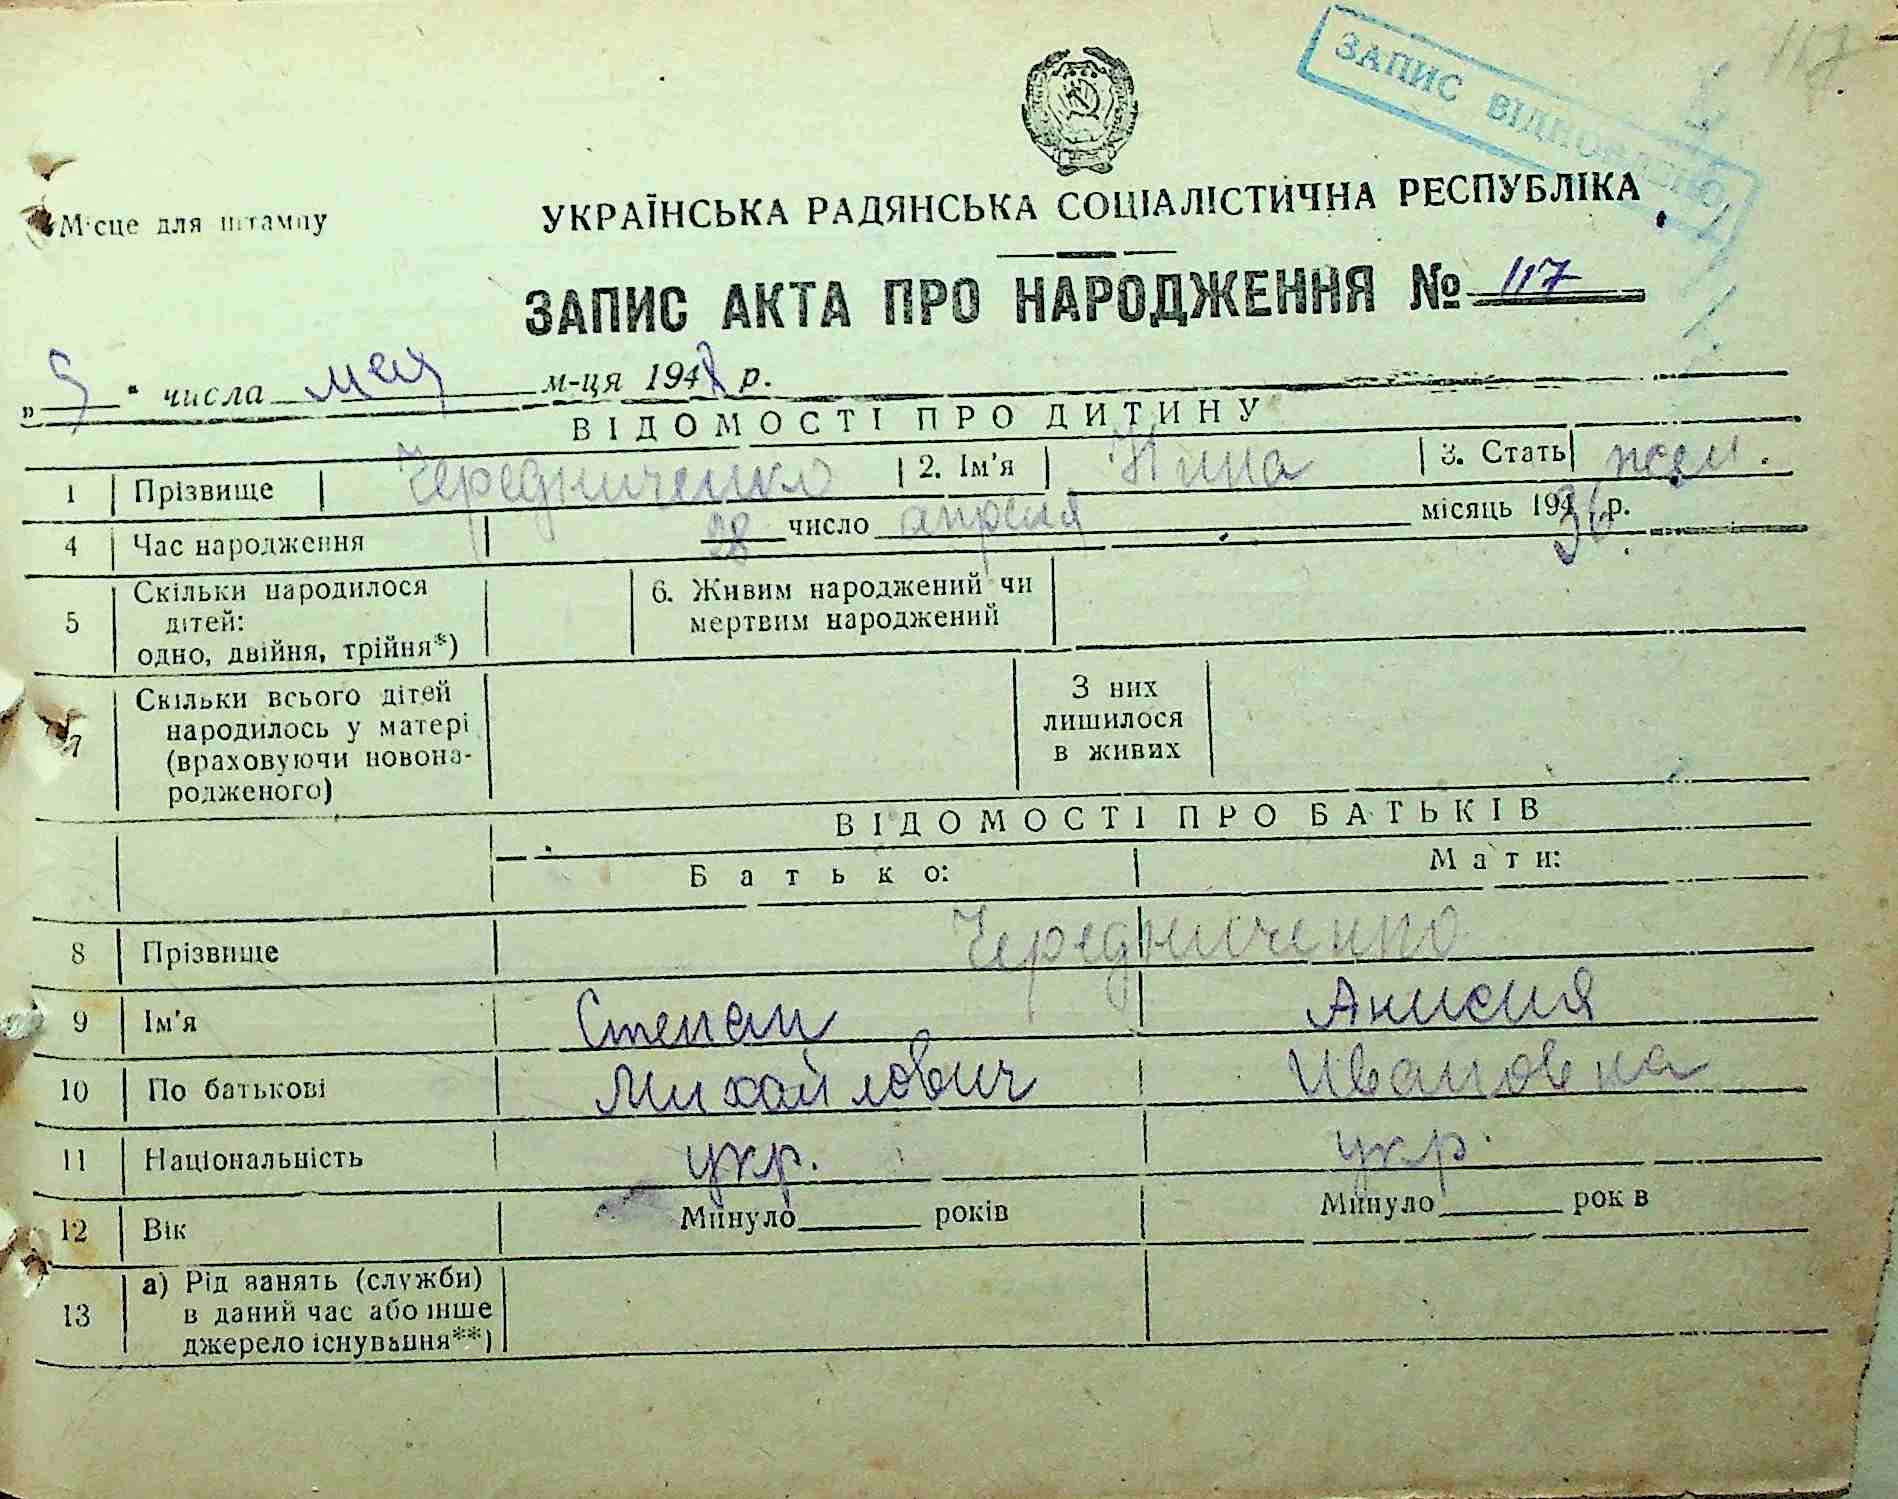 117
ЗАПИС ВІДНОВЛЕНО
Місце для штампу
УКРАЇНСЬКА РАДЯНСЬКА СОЦІАЛІСТИЧНА РЕСПУБЛІКА
ЗАПИС АКТА ПРО НАРОДЖЕННЯ № 117
„ “ числа мая м-ця 194 р.
ВІДОМОСТІ ПРО ДИТИНУ
1 Прізвище Чередниченко 2. Ім'я Нина 3. Стать жен.
4 Час народження 28 число апреля місяць 194 36 р.
5 Скільки народилося дітей: одно, двійня, трійня*) 6. Живим народжений чи мертвим народжений
7 Скільки всього дітей народилось у матері (враховуючи новонародженого) З них лишилося в живих
ВІДОМОСТІ ПРО БАТЬКІВ
Батько: Мати:
8 Прізвище Чередниченко
9 Ім'я Степан Анисия
10 По батькові Михайлович Ивановна
11 Національність укр. укр.
12 Вік Минуло років Минуло рок в
13 а) Рід занять (служби) в даний час або інше джерело існування**)